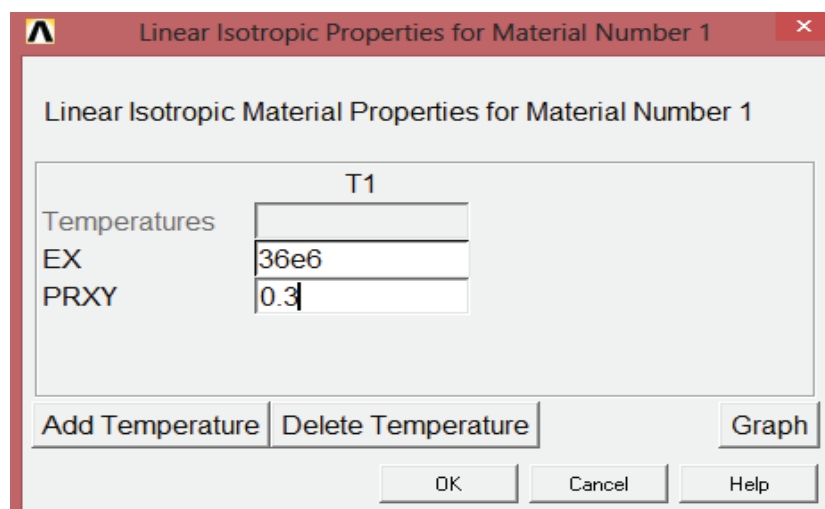 Linear Isotropic Properties for Material Number 1
Linear Isotropic Material Properties for Material Number 1
T1
Temperatures
EX 36e6
PRXY 0.3
Add Temperature Delete Temperature Graph
OK Cancel Help